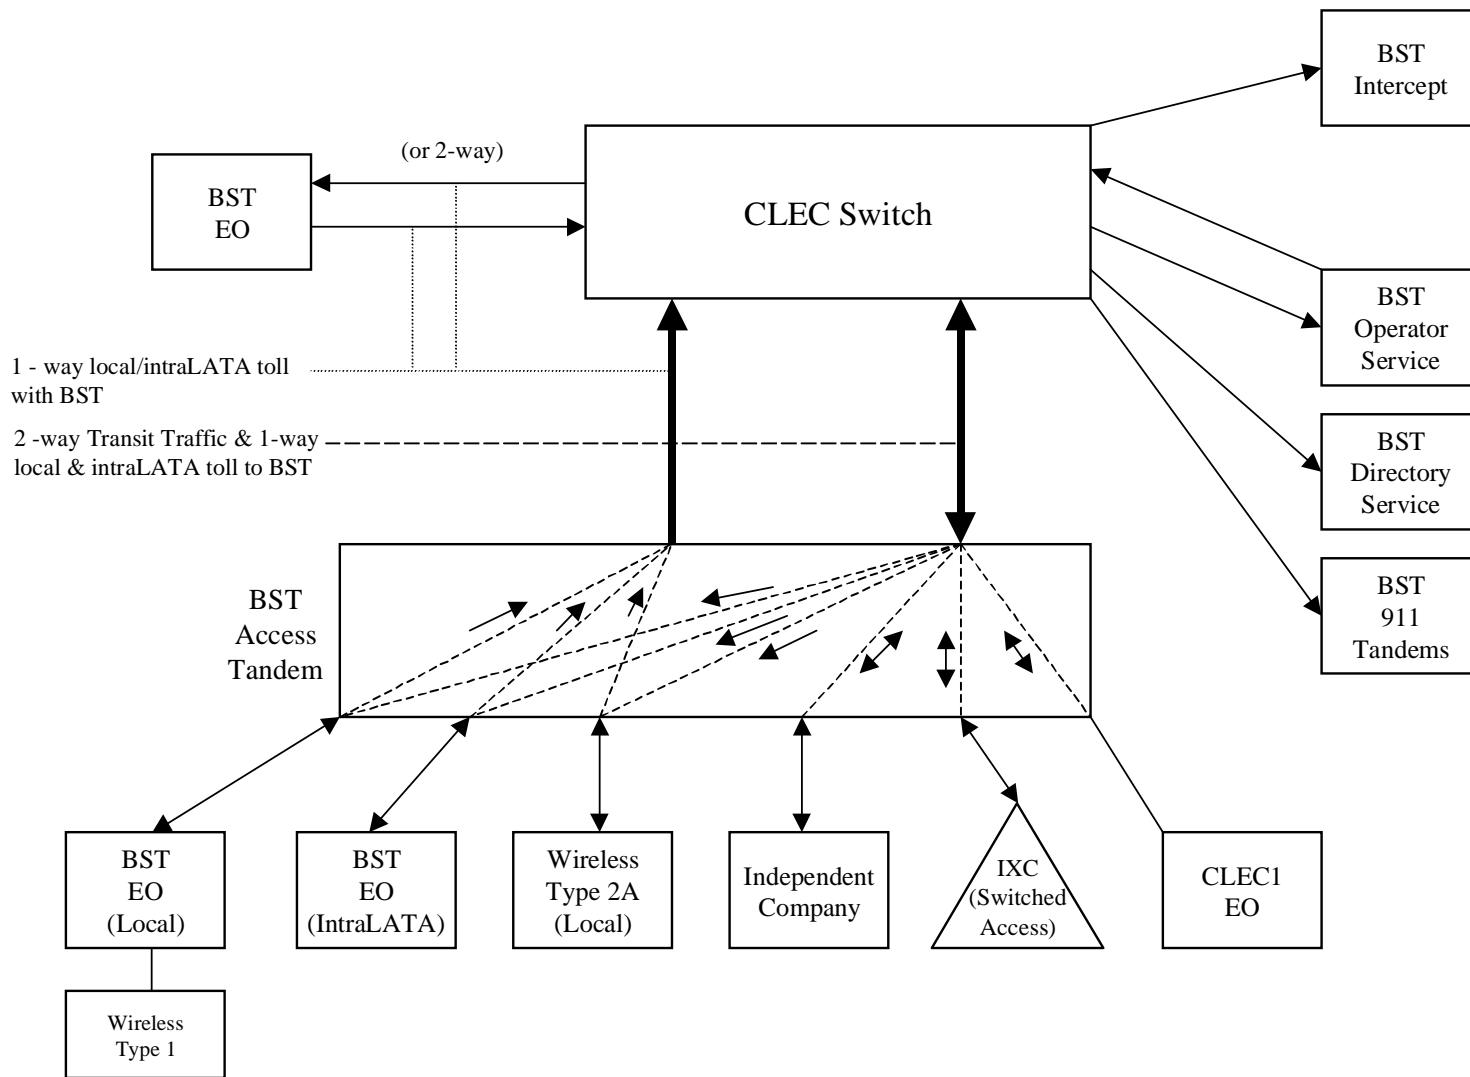 BST
Intercept
(or 2-way)
BST
EO
CLEC Switch
BST
Operator
Service
1 - way local/intraLATA toll
with BST
2 -way Transit Traffic & 1-way
local & intraLATA toll to BST
BST
Directory
Service
BST
911
Tandems
BST
Access
Tandem
BST
EO
(Local)
BST
EO
(IntraLATA)
Wireless
Type 2A
(Local)
Independent
Company
IXC
(Switched
Access)
CLEC1
EO
Wireless
Type 1